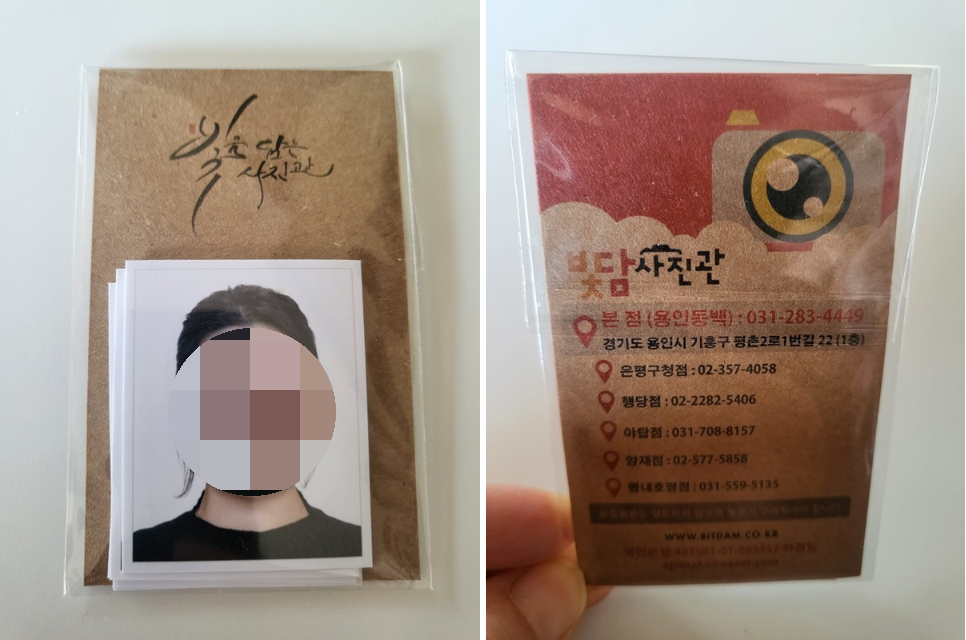 빛을 담는
사진관
빛담사진관
본 점 (용인동백) : 031-283-4449
경기도 용인시 기흥구 평촌2로1번길 22 (1층)
은평구청점 : 02-357-4058
행당점 : 02-2282-5406
야탑점 : 031-708-8157
양재점 : 02-577-5858
평내호평점 : 031-559-5135
WWW.BITDAM.CO.KR